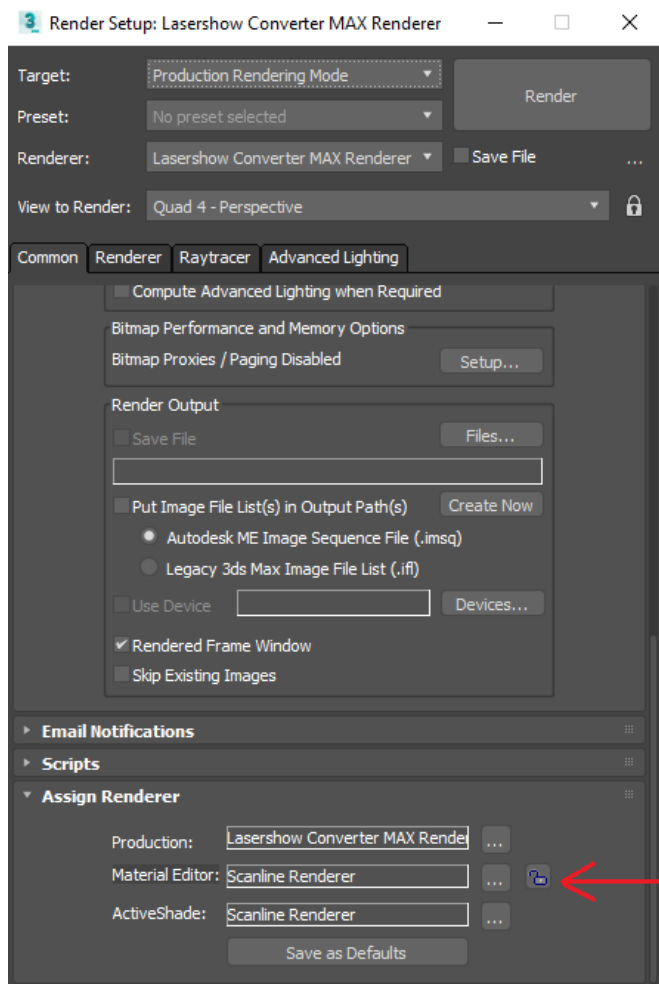 3 Render Setup: Lasershow Converter MAX Renderer
Target: Production Rendering Mode
Render
Preset: No preset selected
Renderer: Lasershow Converter MAX Renderer Save File ...
View to Render: Quad 4 - Perspective
Common Renderer Raytracer Advanced Lighting
Compute Advanced Lighting when Required
Bitmap Performance and Memory Options
Bitmap Proxies / Paging Disabled Setup...
Render Output
Save File Files...
Put Image File List(s) in Output Path(s) Create Now
Autodesk ME Image Sequence File (.imsq)
Legacy 3ds Max Image File List (.ifl)
Use Device Devices...
Rendered Frame Window
Skip Existing Images
Email Notifications
Scripts
Assign Renderer
Production: Lasershow Converter MAX Render ...
Material Editor: Scanline Renderer ...
ActiveShade: Scanline Renderer ...
Save as Defaults